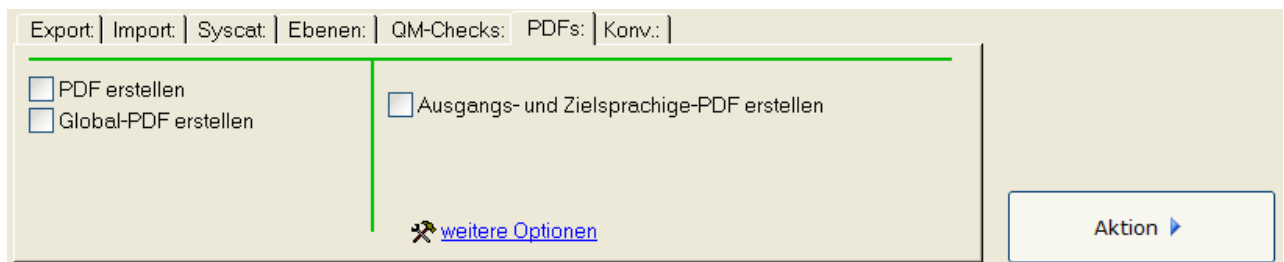 Export: Import: Syscat: Ebenen: QM-Checks: PDFs: Konv.:
PDF erstellen
Global-PDF erstellen
Ausgangs- und Zielsprachige-PDF erstellen
weitere Optionen
Aktion